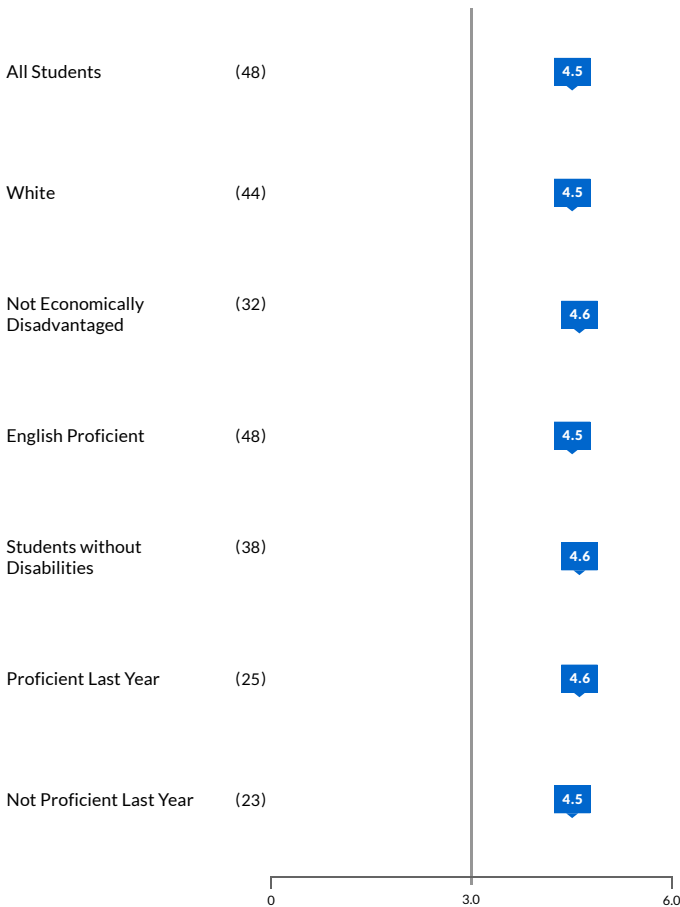 All Students (48) 4.5
White (44) 4.5
Not Economically (32) 4.6
Disadvantaged
English Proficient (48) 4.5
Students without (38) 4.6
Disabilities
Proficient Last Year (25) 4.6
Not Proficient Last Year (23) 4.5
0 3.0 6.0